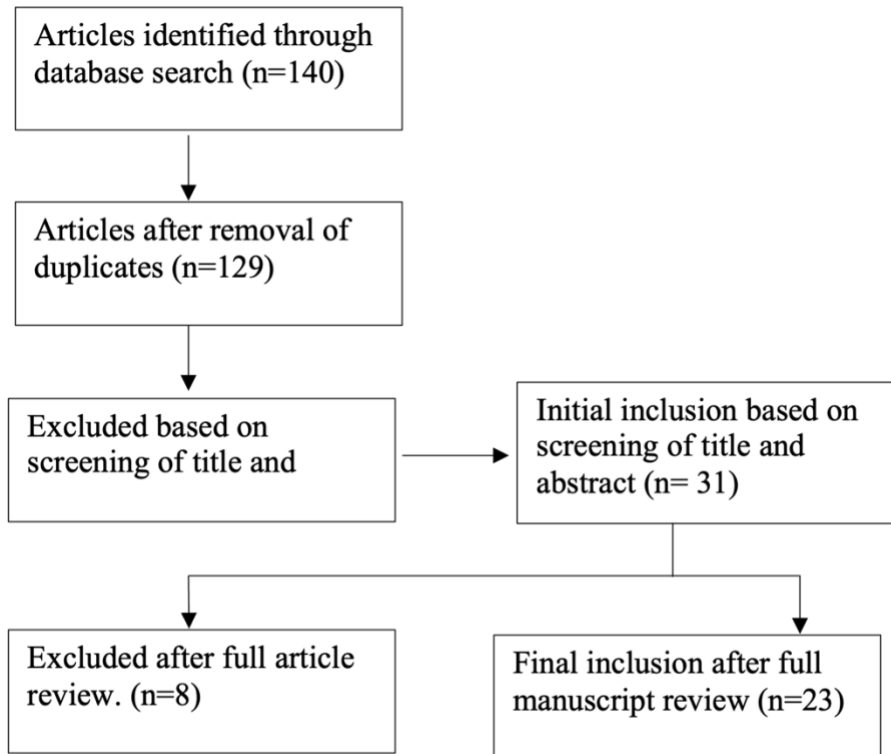 Articles identified through
database search (n=140)
Articles after removal of
duplicates (n=129)
Excluded based on
screening of title and
Initial inclusion based on
screening of title and
abstract (n= 31)
Excluded after full article
review. (n=8)
Final inclusion after full
manuscript review (n=23)